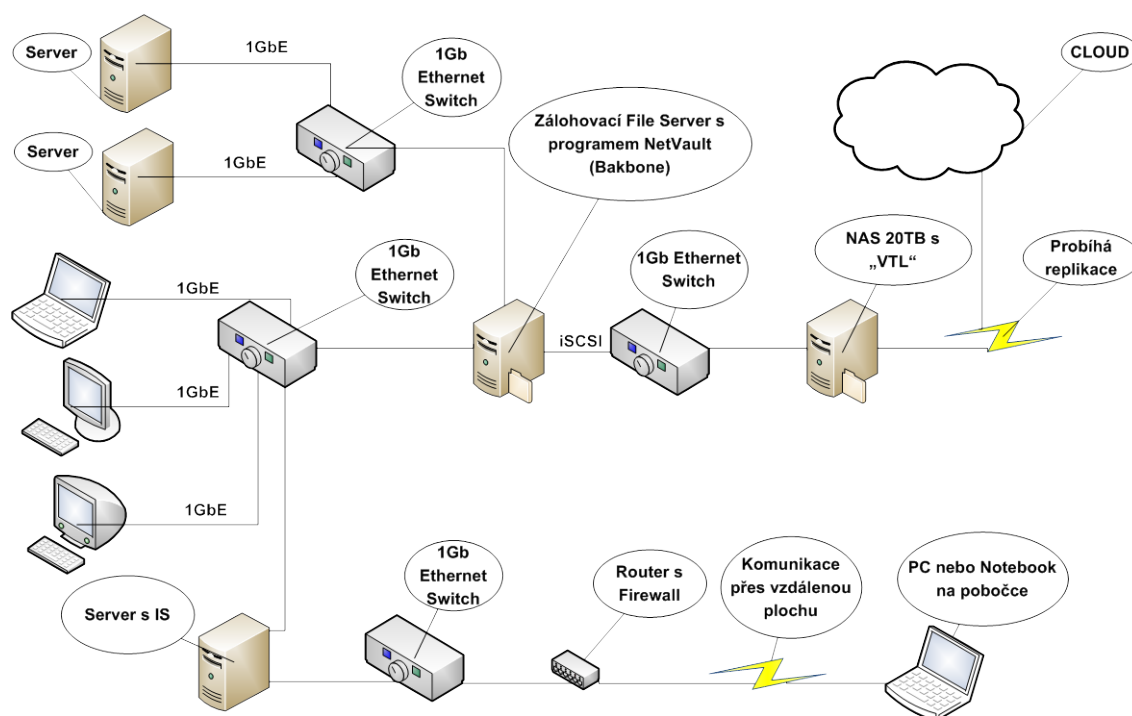 Server
1GbE
1Gb
Ethernet
Switch
CLOUD
Zálohovací File Server s
programem NetVault
(Bakbone)
Server
1GbE
1Gb
Ethernet
Switch
1Gb Ethernet
Switch
NAS 20TB s
„VTL“
Probíhá
replikace
1GbE
iSCSI
1GbE
1GbE
Server s IS
1Gb
Ethernet
Switch
Router s
Firewall
Komunikace
přes vzdálenou
plochu
PC nebo Notebook
na pobočce